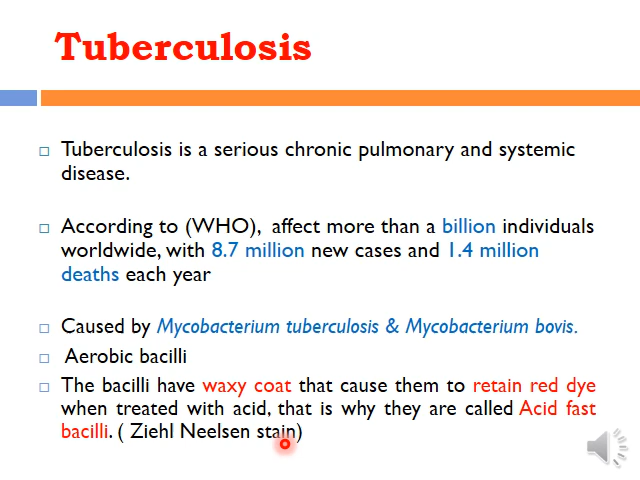 Tuberculosis
Tuberculosis is a serious chronic pulmonary and systemic
disease.
According to (WHO), affect more than a billion individuals
worldwide, with 8.7 million new cases and 1.4 million
deaths each year
Caused by Mycobacterium tuberculosis & Mycobacterium bovis.
Aerobic bacilli
The bacilli have waxy coat that cause them to retain red dye
when treated with acid, that is why they are called Acid fast
bacilli. ( Ziehl Neelsen stain)